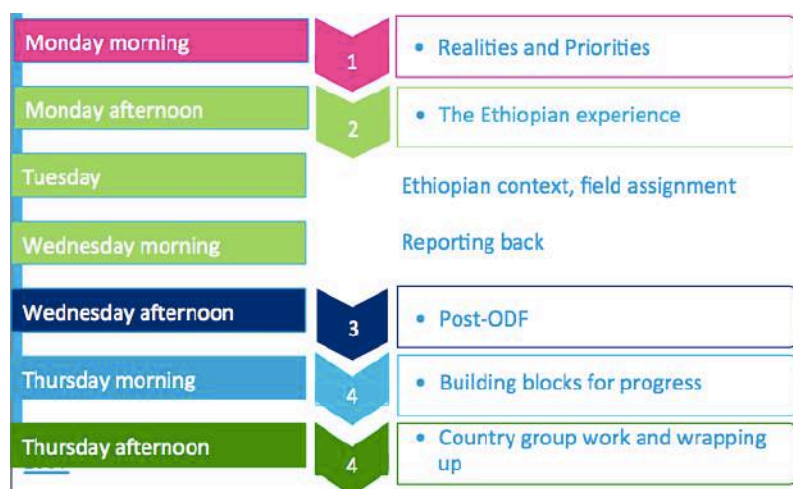 Monday morning
1
• Realities and Priorities
Monday afternoon
2
• The Ethiopian experience
Tuesday
Ethiopian context, field assignment
Wednesday morning
Reporting back
Wednesday afternoon
3
• Post-ODF
Thursday morning
4
• Building blocks for progress
Thursday afternoon
4
• Country group work and wrapping
up